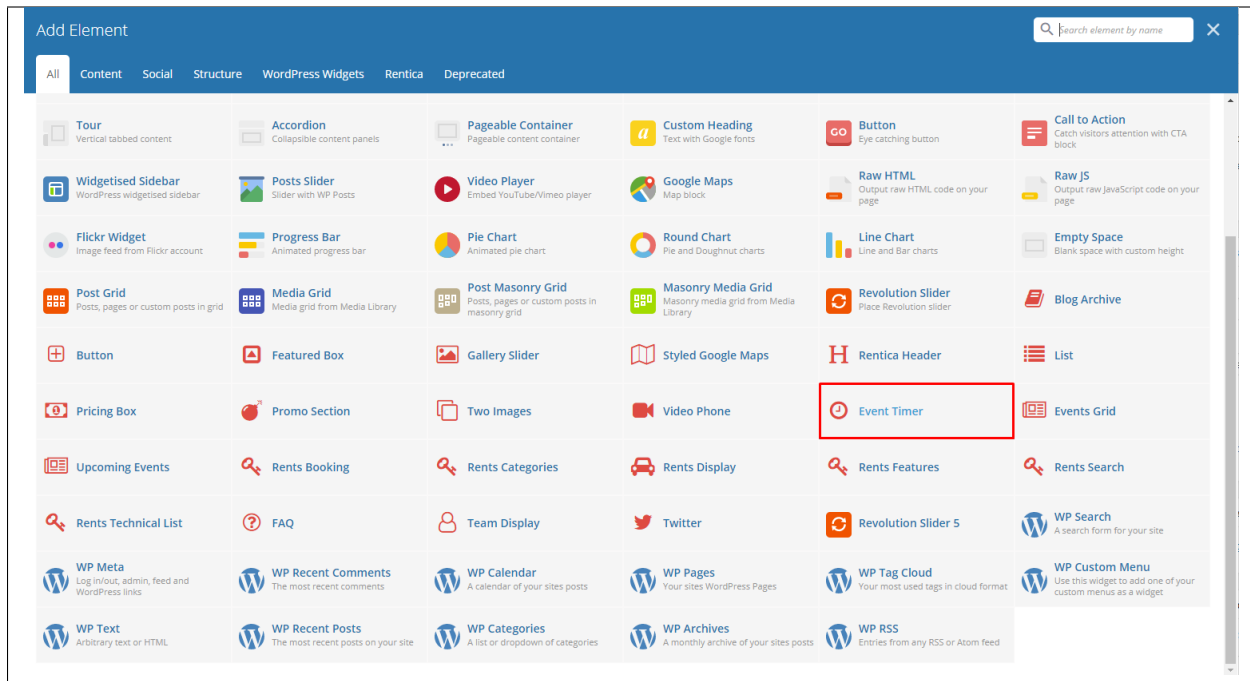 Add Element
Search element by name
All Content Social Structure WordPress Widgets Rentica Deprecated
Tour
Vertical tabbed content
Accordion
Collapsible content panels
Pageable Container
Pageable content container
a
Custom Heading
Text with Google fonts
GO
Button
Eye catching button
Call to Action
Catch visitors attention with CTA
block
Widgetised Sidebar
WordPress widgetised sidebar
Posts Slider
Slider with WP Posts
Video Player
Embed YouTube/Vimeo player
Google Maps
Map block
Raw HTML
Output raw HTML code on your
page
Raw JS
Output raw JavaScript code on your
page
Flickr Widget
Image feed from Flickr account
Progress Bar
Animated progress bar
Pie Chart
Animated pie chart
Round Chart
Pie and Doughnut charts
Line Chart
Line and Bar charts
Empty Space
Blank space with custom height
Post Grid
Posts, pages or custom posts in grid
Media Grid
Media grid from Media Library
Post Masonry Grid
Posts, pages or custom posts in
masonry grid
Masonry Media Grid
Masonry media grid from Media
Library
Revolution Slider
Place Revolution slider
Blog Archive
Button
Featured Box
Gallery Slider
Styled Google Maps
H Rentica Header
List
Pricing Box
Promo Section
Two Images
Video Phone
Event Timer
Events Grid
Upcoming Events
Rents Booking
Rents Categories
Rents Display
Rents Features
Rents Search
Rents Technical List
? FAQ
Team Display
Twitter
Revolution Slider 5
WP Search
A search form for your site
WP Meta
Log in/out, admin, feed and
WordPress links
WP Recent Comments
The most recent comments
WP Calendar
A calendar of your sites posts
WP Pages
Your sites WordPress Pages
WP Tag Cloud
Your most used tags in cloud format
WP Custom Menu
Use this widget to add one of your
custom menus as a widget
WP Text
Arbitrary text or HTML
WP Recent Posts
The most recent posts on your site
WP Categories
A list or dropdown of categories
WP Archives
A monthly archive of your sites posts
WP RSS
Entries from any RSS or Atom feed